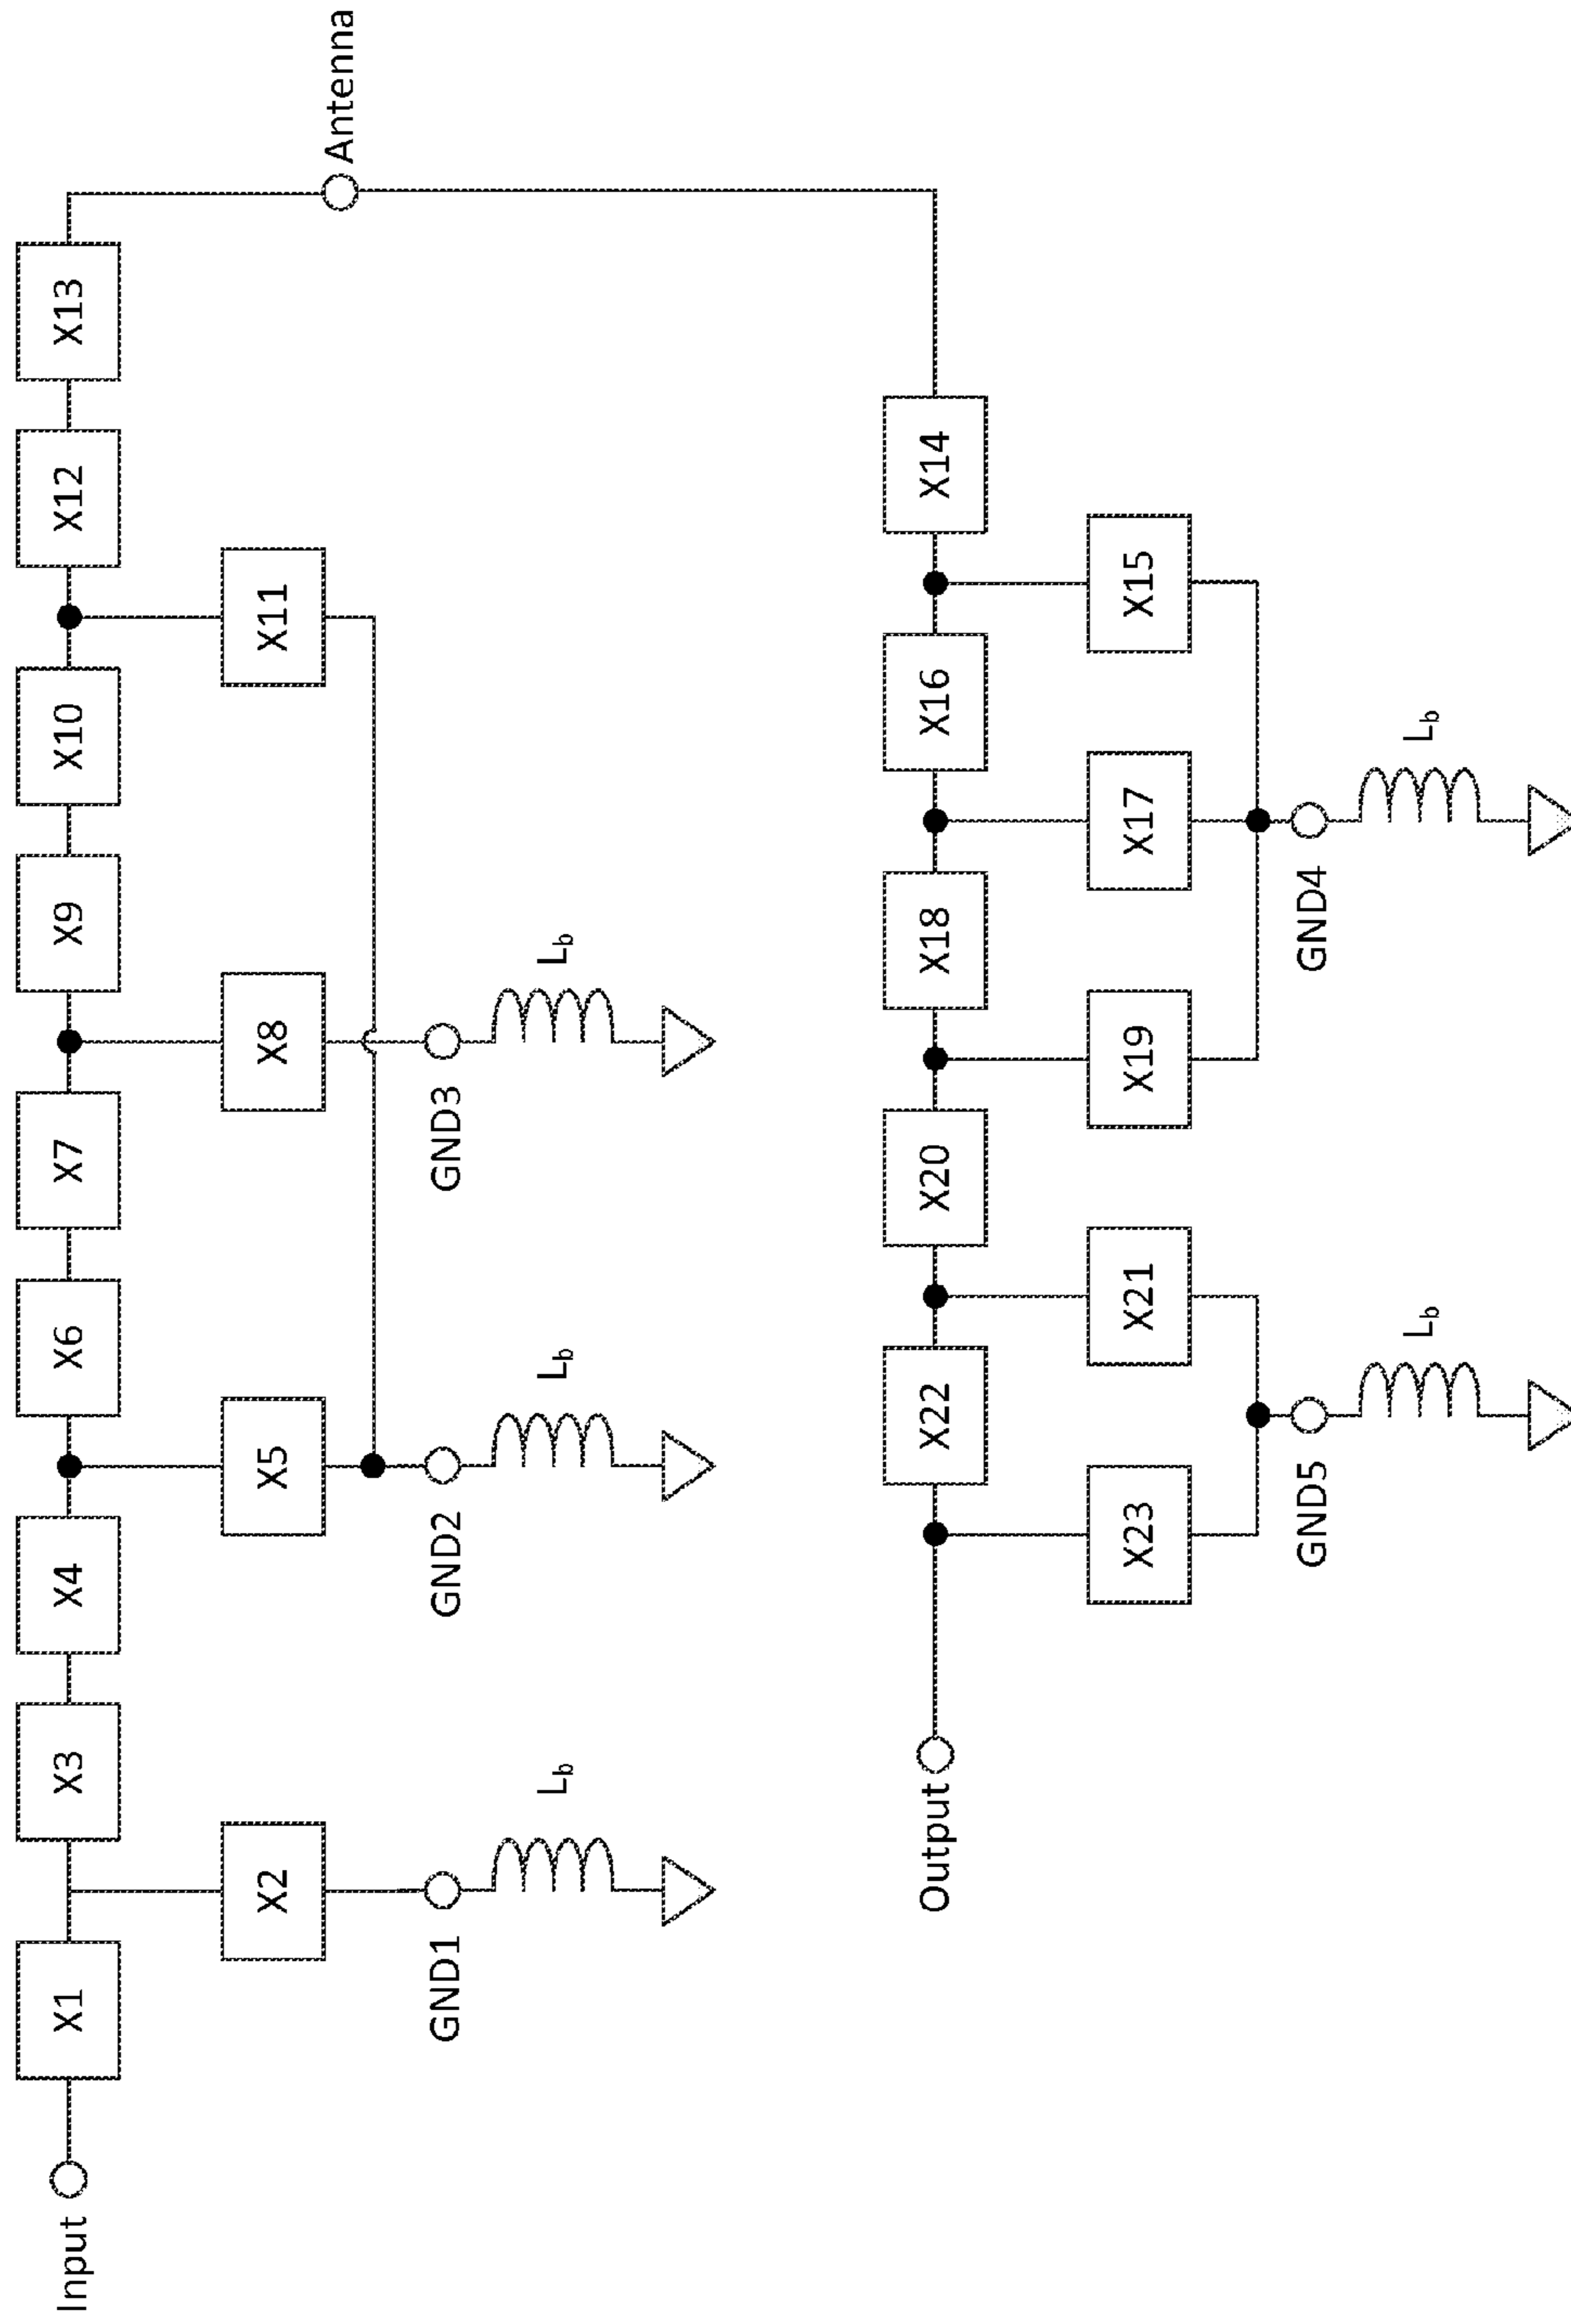 Input
X1
X3
X4
X6
X7
X9
X10
X12
X13
Antenna
X2
X5
X8
X11
GND1
Lb
GND2
Lb
GND3
Lb
Output
X22
X20
X18
X16
X14
X23
X21
X19
X17
X15
GND5
Lb
GND4
Lb